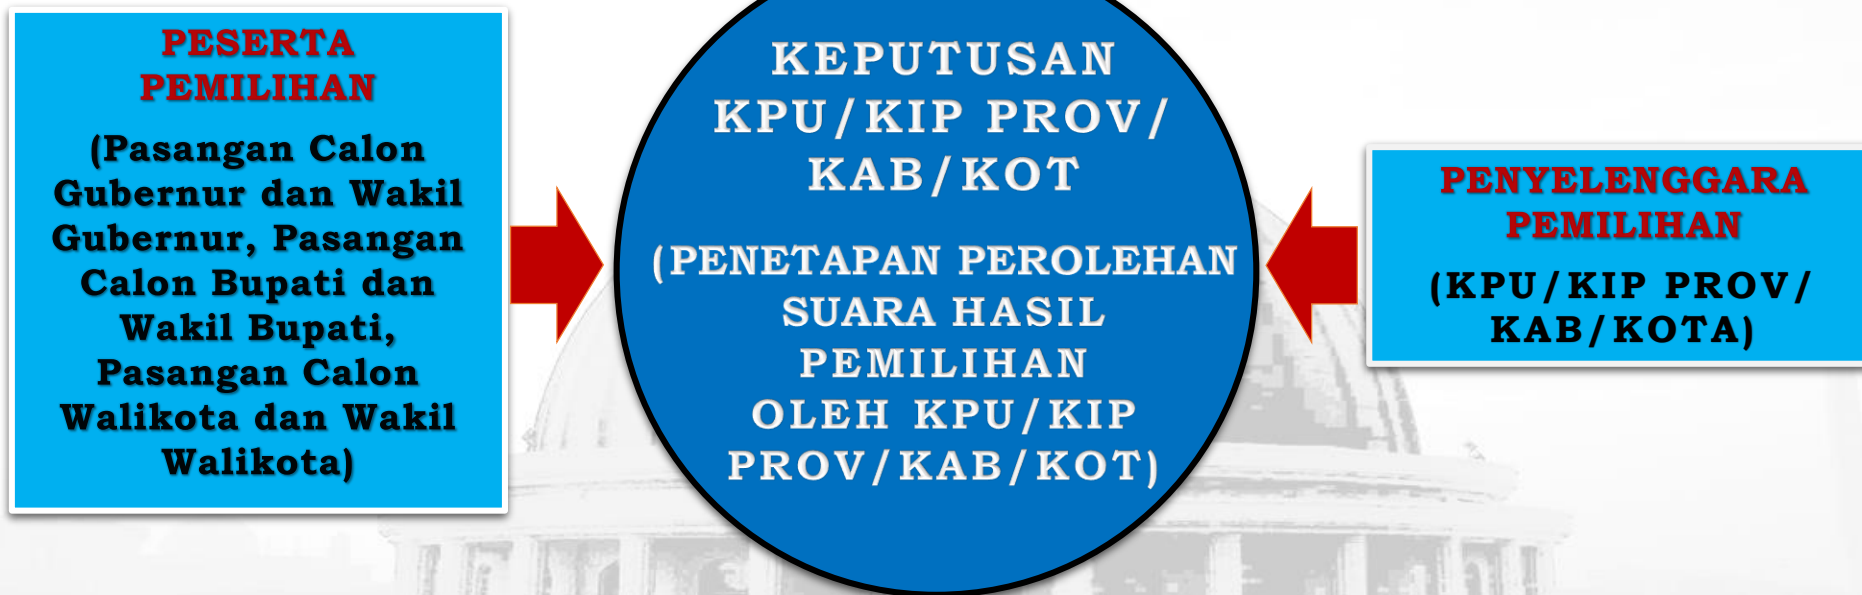 PESERTA
PEMILIHAN
(Pasangan Calon
Gubernur dan Wakil
Gubernur, Pasangan
Calon Bupati dan
Wakil Bupati,
Pasangan Calon
Walikota dan Wakil
Walikota)
KEPUTUSAN
KPU/KIP PROV/
KAB/KOT
(PENETAPAN PEROLEHAN
SUARA HASIL
PEMILIHAN
OLEH KPU/KIP
PROV/KAB/KOT)
PENYELENGGARA
PEMILIHAN
(KPU/KIP PROV/
KAB/KOTA)